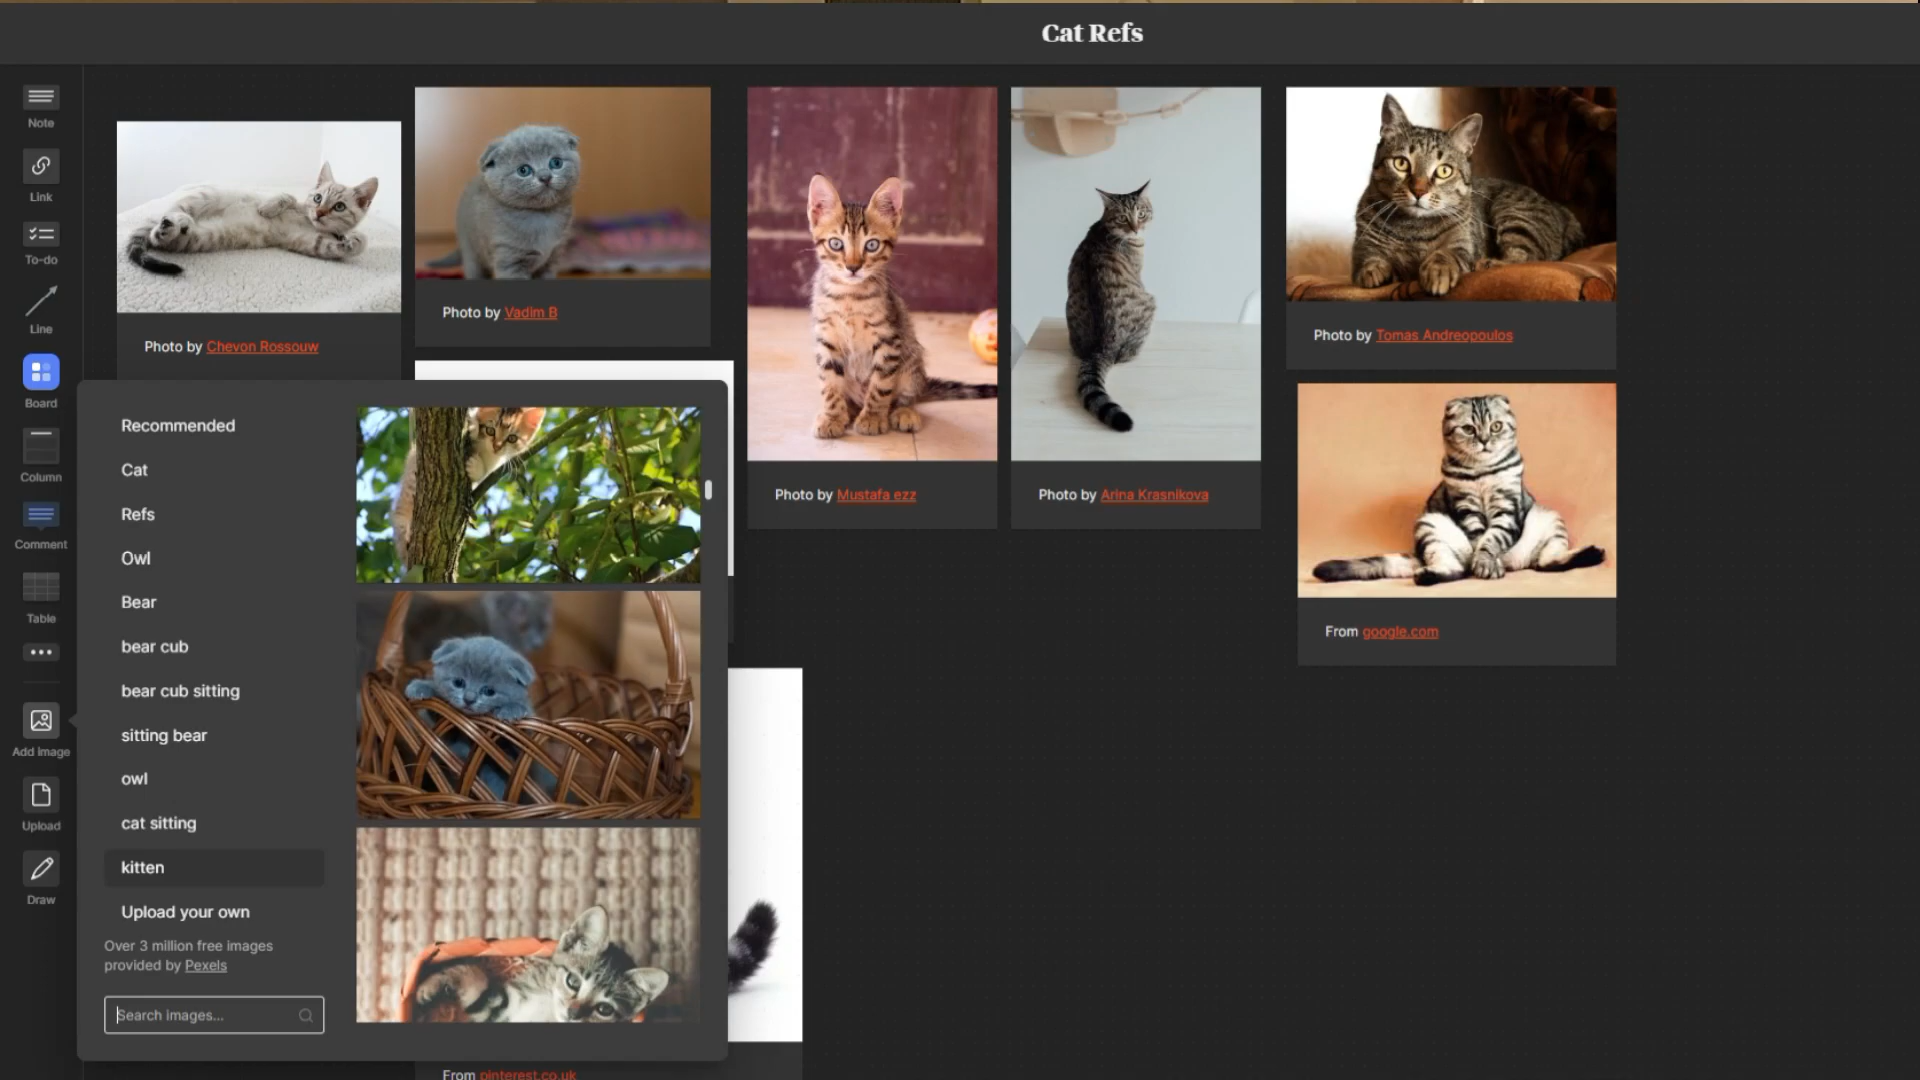 Cat Refs
Note
Link
To-do
Line
Board
Column
Comment
Table
Add image
Upload
Draw
Photo by Chevon Rossouw
Photo by Vadim B
Photo by Mustafa ezz
Photo by Arina Krasnikova
Photo by Tomas Andreopoulos
From google.com
Recommended
Cat
Refs
Owl
Bear
bear cub
bear cub sitting
sitting bear
owl
cat sitting
kitten
Upload your own
Over 3 million free images
provided by Pexels
Search images...
From pinterest.co.uk